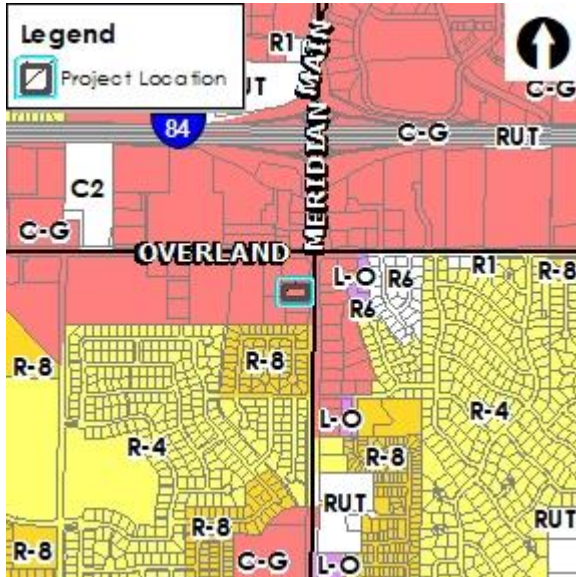 Legend
Project Location
R1
UT
MERIDIAN MAIN
C-G
84
C-G
RUT
C2
C-G
OVERLAND
L-O
R6
R1
R-8
R6
R-8
R-8
R-4
L-O
R-4
R-8
RUT
R-8
RUT
R-8
C-G
L-O